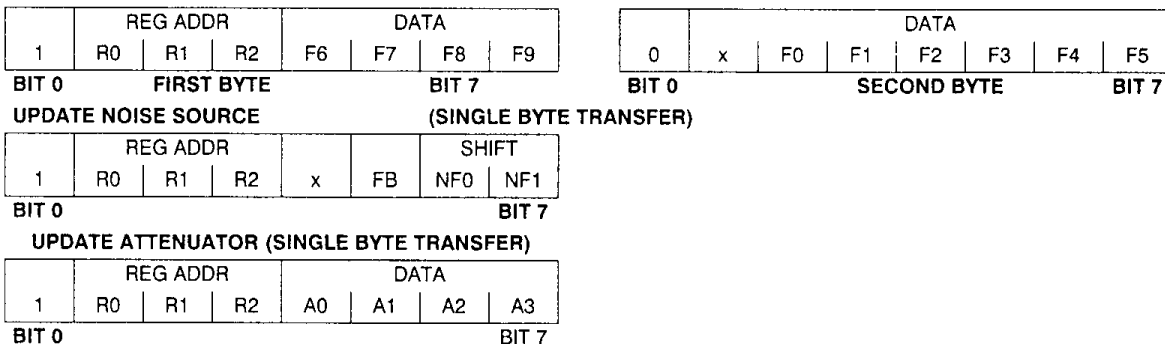 REG ADDR DATA
1 R0 R1 R2 F6 F7 F8 F9
BIT 0 FIRST BYTE BIT 7
DATA
0 x F0 F1 F2 F3 F4 F5
BIT 0 SECOND BYTE BIT 7
UPDATE NOISE SOURCE (SINGLE BYTE TRANSFER)
REG ADDR SHIFT
1 R0 R1 R2 x FB NF0 NF1
BIT 0 BIT 7
UPDATE ATTENUATOR (SINGLE BYTE TRANSFER)
REG ADDR DATA
1 R0 R1 R2 A0 A1 A2 A3
BIT 0 BIT 7